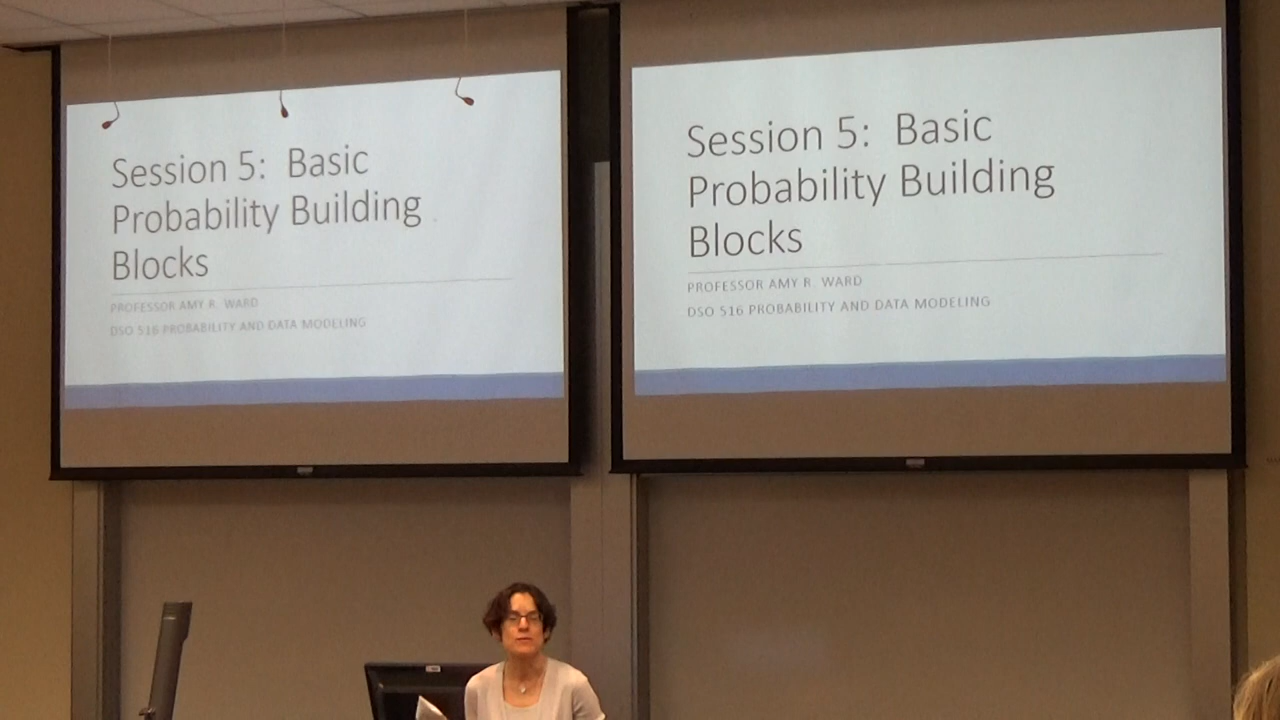 Session 5: Basic
Probability Building
Blocks
PROFESSOR AMY R. WARD
DSO 516 PROBABILITY AND DATA MODELING
Session 5: Basic
Probability Building
Blocks
PROFESSOR AMY R. WARD
DSO 516 PROBABILITY AND DATA MODELING